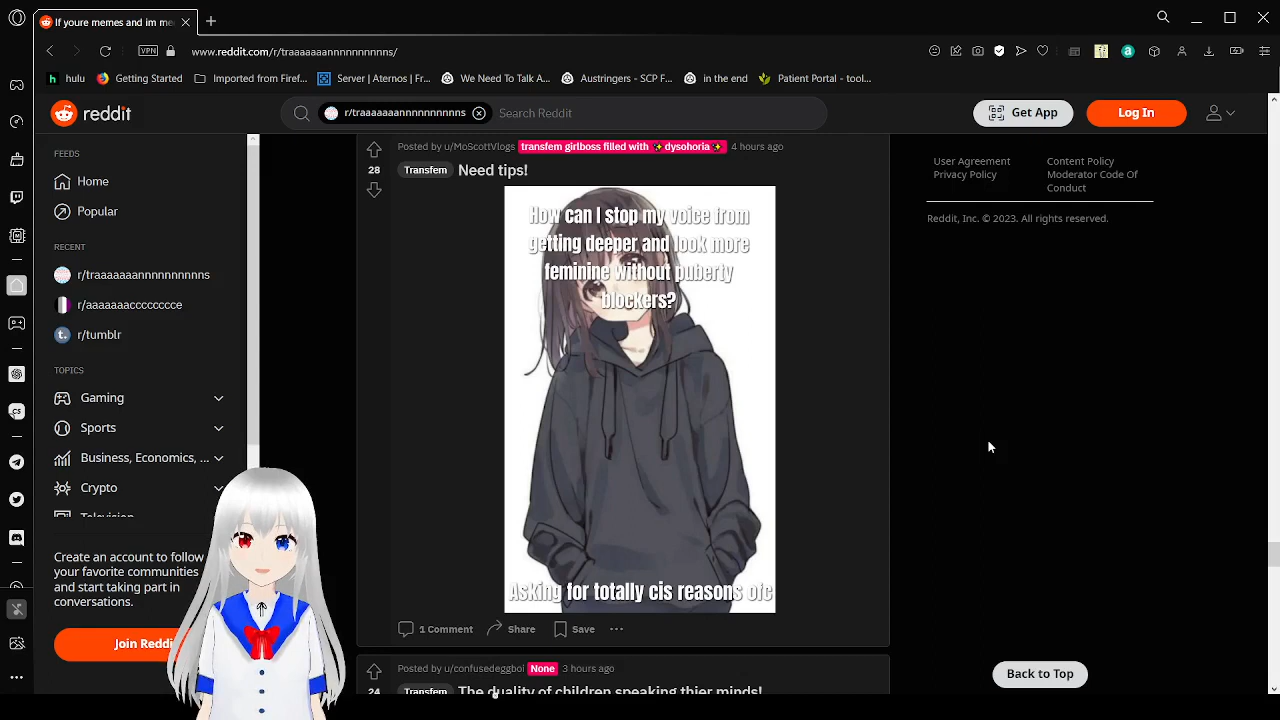 If youre memes and im me
VPN
www.reddit.com/r/traaaaaaannnnnnnnnns/
h hulu
Getting Started
Imported from Firef...
Server | Aternos | Fr...
We Need To Talk A...
Austringers - SCP F...
in the end
Patient Portal - tool...
reddit
r/traaaaaaannnnnnnnnns
Search Reddit
Get App
Log In
FEEDS
Home
Popular
RECENT
r/traaaaaaannnnnnnnnns
r/aaaaaaacccccccce
r/tumblr
TOPICS
Gaming
Sports
Business, Economics, ...
Crypto
Television
Create an account to follow
your favorite communities
and start taking part in
conversations.
Join Reddi
Posted by u/MoScottVlogs transfem girlboss filled with ✨dysohoria✨ 4 hours ago
28
Transfem Need tips!
How can I stop my voice from
getting deeper and look more
feminine without puberty
blockers?
Asking for totally cis reasons ofc
1 Comment
Share
Save
Posted by u/confusedeggboi None 3 hours ago
24
Transfem The duality of children speaking thier minds!
User Agreement
Privacy Policy
Content Policy
Moderator Code Of
Conduct
Reddit, Inc. © 2023. All rights reserved.
Back to Top